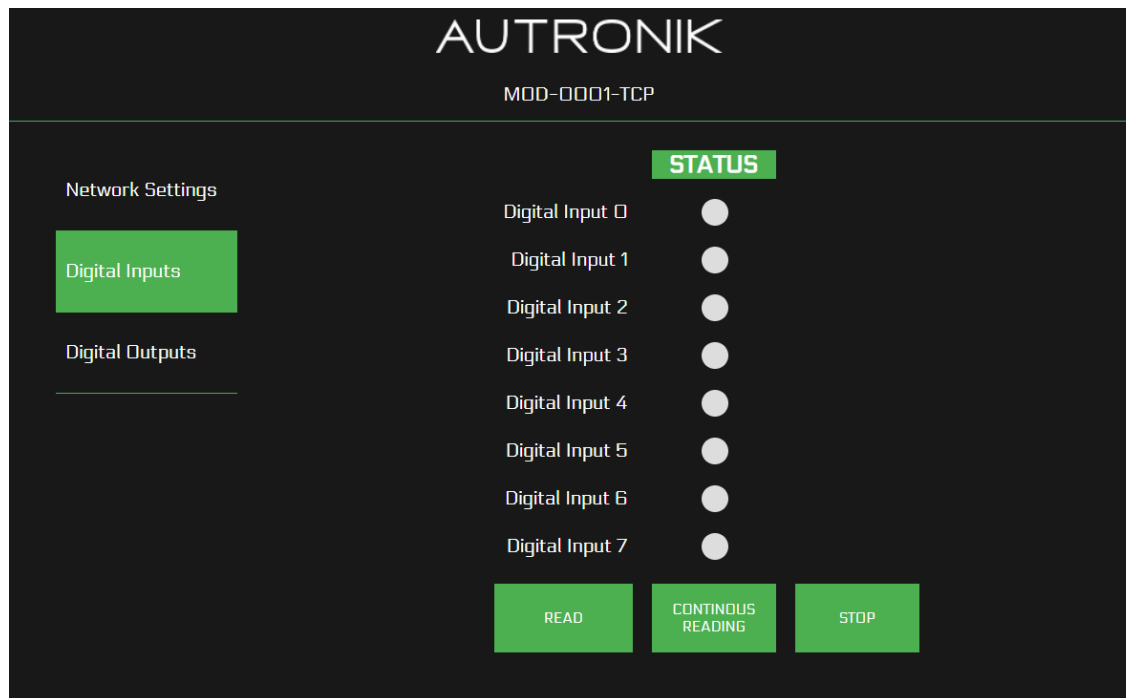 AUTRONIK
MOD-0001-TCP
Network Settings
Digital Inputs
Digital Outputs
STATUS
Digital Input 0
Digital Input 1
Digital Input 2
Digital Input 3
Digital Input 4
Digital Input 5
Digital Input 6
Digital Input 7
READ
CONTINOUS
READING
STOP